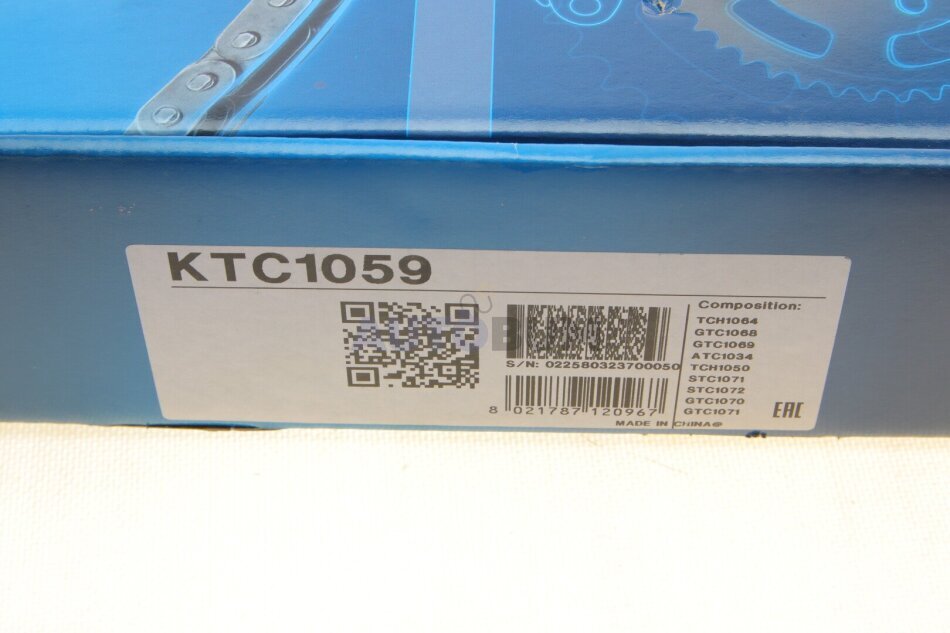 KTC1059
S/N: 022580323700050
8 021787 120967
Composition:
TCH1064
GTC1068
GTC1069
ATC1034
TCH1050
STC1071
STC1072
GTC1070
GTC1071
EAC
MADE IN CHINA@